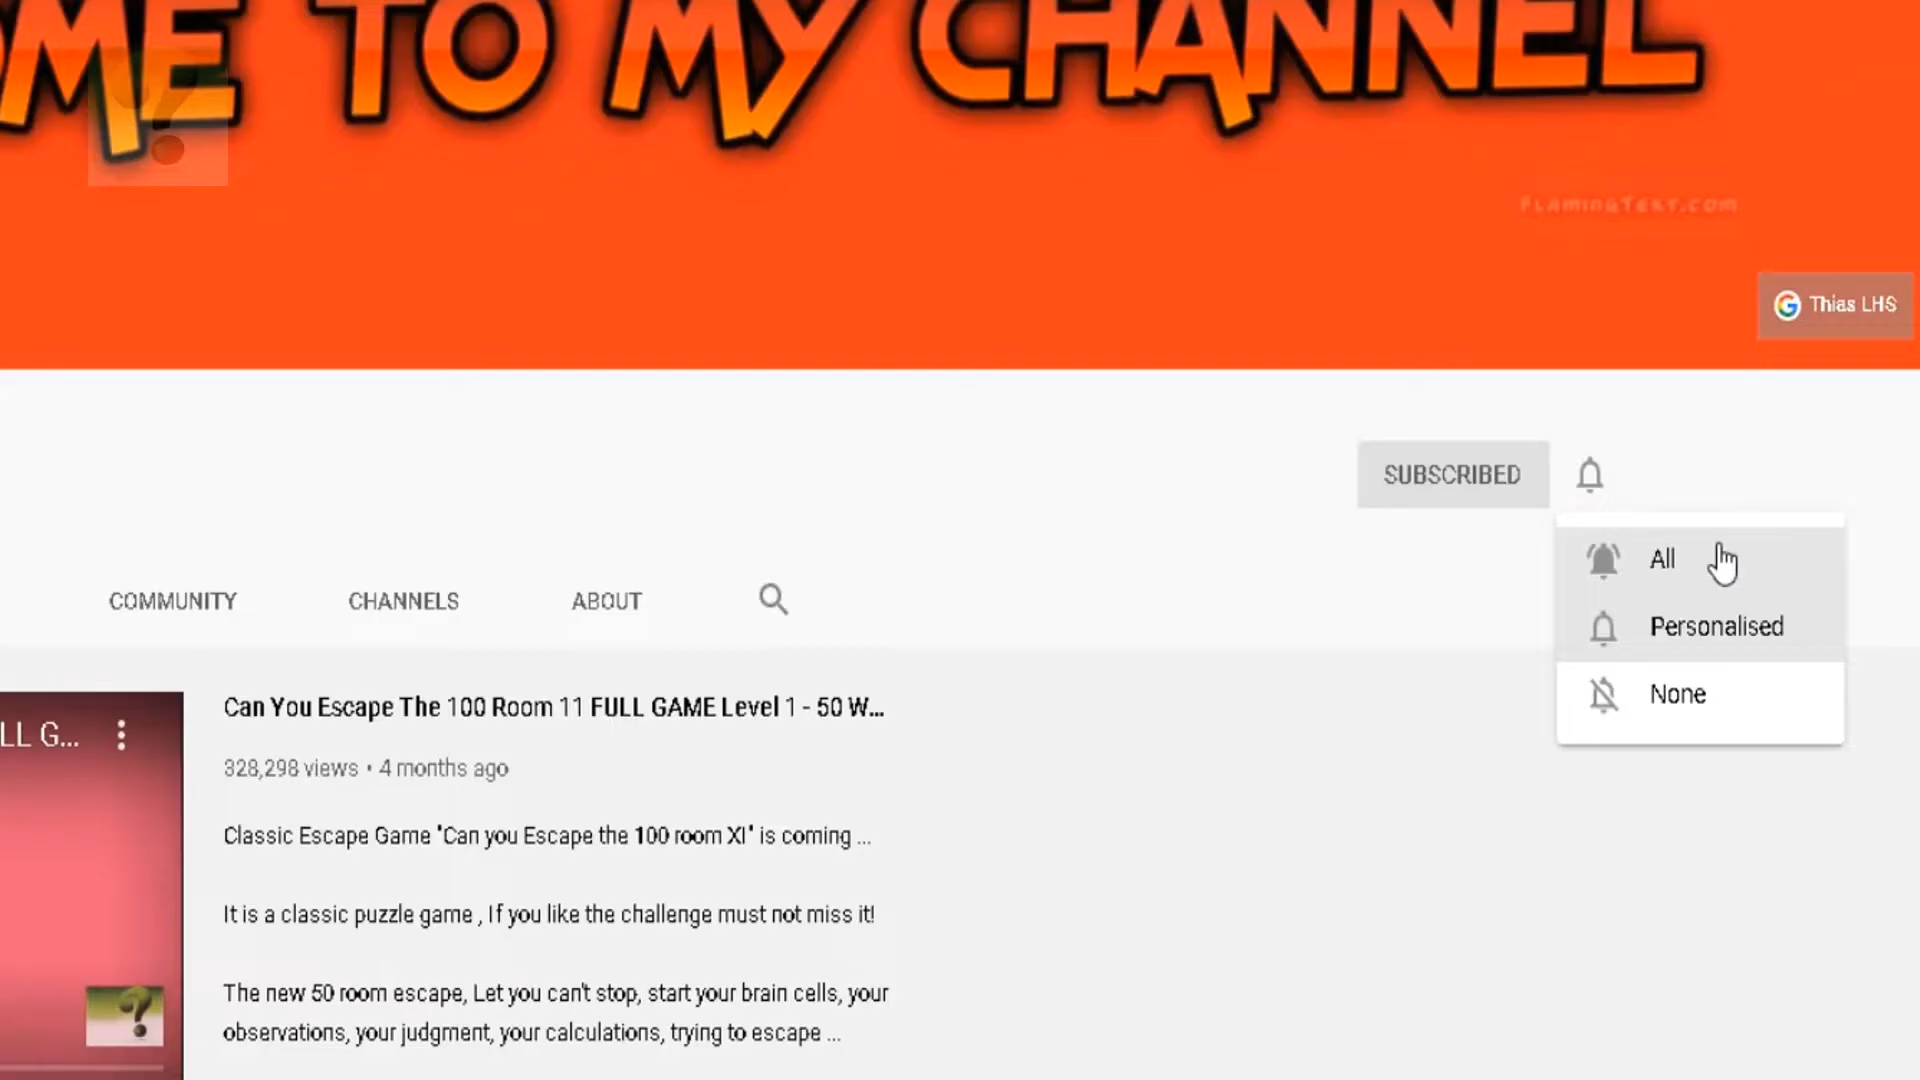 ME TO MY CHANNEL
FLAMINGTEXT.COM
Thias LHS
SUBSCRIBED
All
Personalised
None
COMMUNITY CHANNELS ABOUT
LL G...
Can You Escape The 100 Room 11 FULL GAME Level 1 - 50 W...
328,298 views • 4 months ago
Classic Escape Game "Can you Escape the 100 room XI" is coming ...
It is a classic puzzle game , If you like the challenge must not miss it!
The new 50 room escape, Let you can't stop, start your brain cells, your
observations, your judgment, your calculations, trying to escape ...